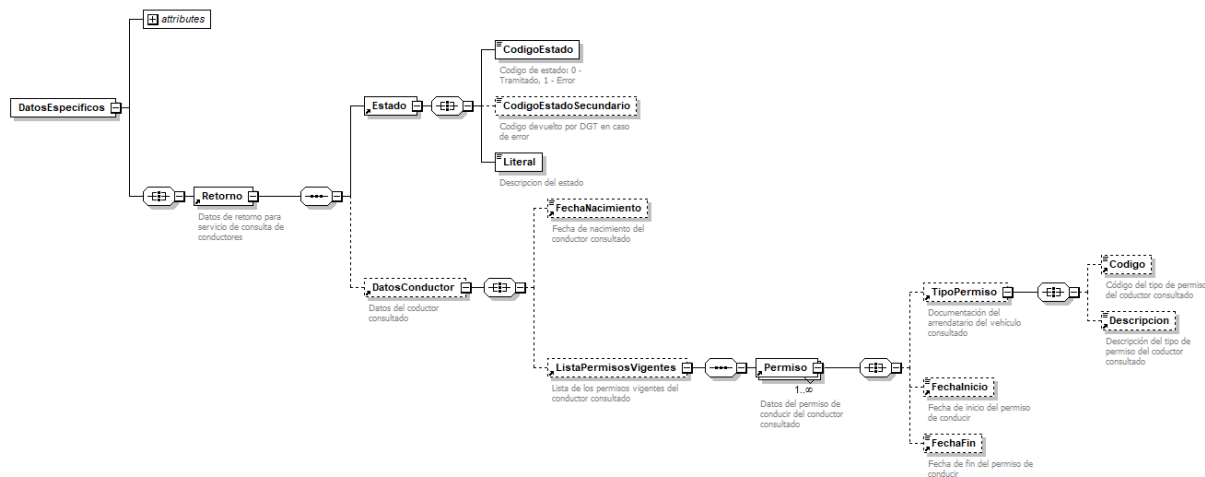 attributes
DatosEspecificos
CodigoEstado
Codigo de estado: 0 -
Tramitado, 1 - Error
Estado
CodigoEstadoSecundario
Codigo devuelto por DGT en caso
de error
Literal
Descripcion del estado
Retorno
Datos de retorno para
servicio de consulta de
conductores
FechaNacimiento
Fecha de nacimiento del
conductor consultado
DatosConductor
Datos del coductor
consultado
ListaPermisosVigentes
Lista de los permisos vigentes del
conductor consultado
Permiso
1..∞
Datos del permiso de
conducir del conductor
consultado
TipoPermiso
Documentación del
arrendatario del vehículo
consultado
Codigo
Código del tipo de permiso
del coductor consultado
Descripcion
Descripción del tipo de
permiso del coductor
consultado
FechaInicio
Fecha de inicio del permiso
de conducir
FechaFin
Fecha de fin del permiso de
conducir